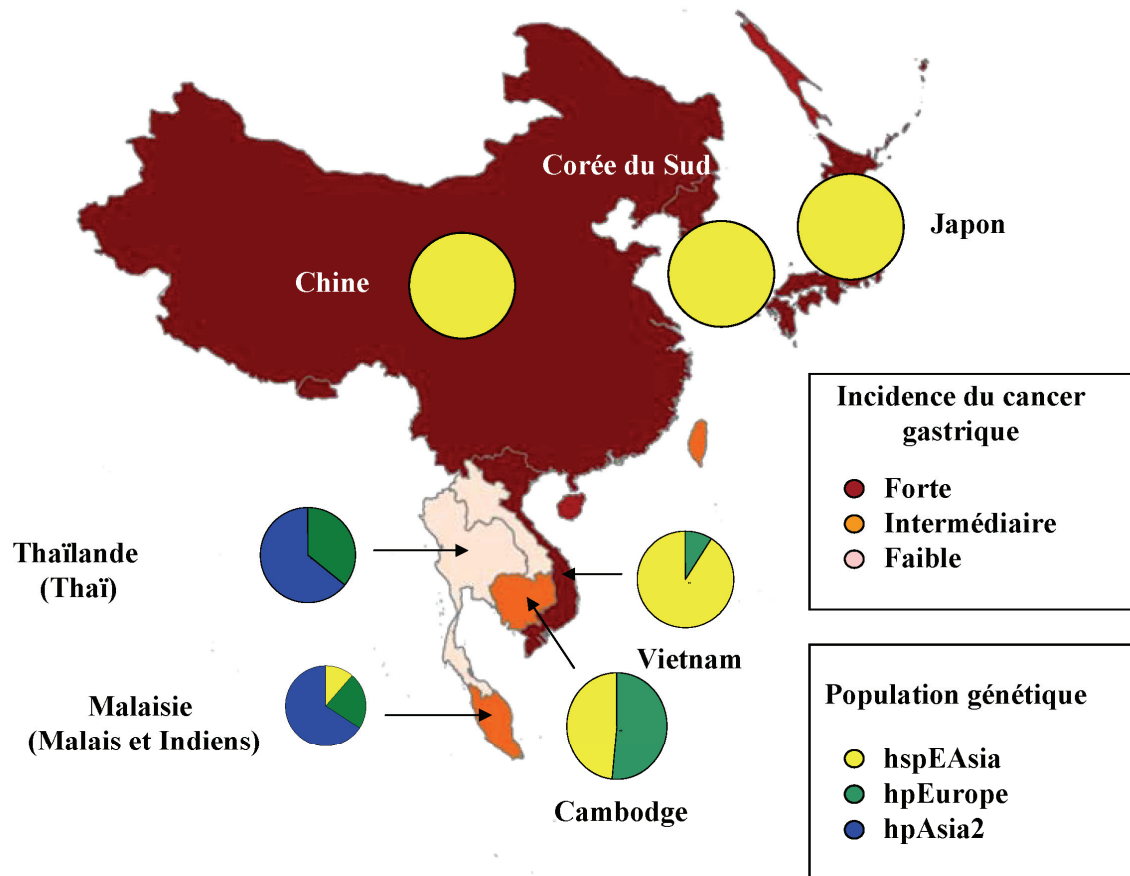 Corée du Sud
Japon
Chine
Incidence du cancer
gastrique
Forte
Intermédiaire
Faible
Thaïlande
(Thaï)
Vietnam
Malaisie
(Malais et Indiens)
Cambodge
Population génétique
hspEAsia
hpEurope
hpAsia2